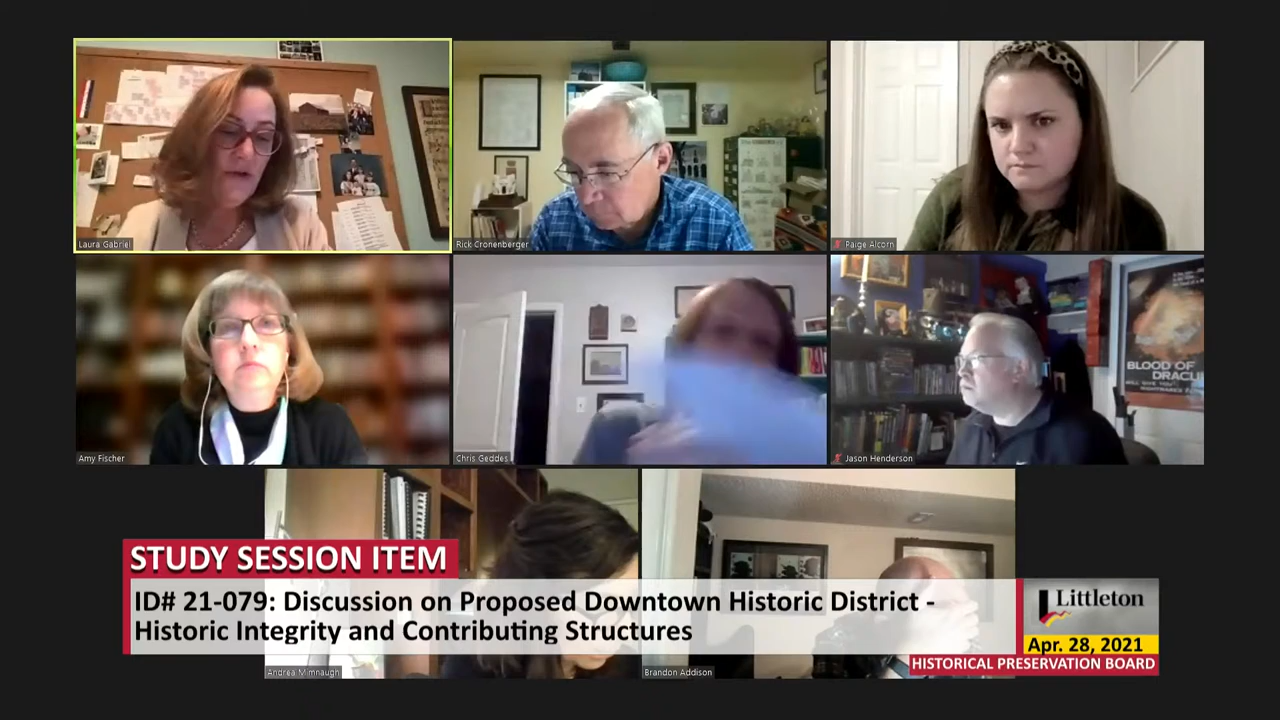 Laura Gabriel
Rick Cronenberger
Paige Alcorn
BLOOD OF
DRACU
Amy Fischer
Chris Geddes
Jason Henderson
STUDY SESSION ITEM
ID# 21-079: Discussion on Proposed Downtown Historic District -
Historic Integrity and Contributing Structures
Littleton
Apr. 28, 2021
HISTORICAL PRESERVATION BOARD
Andrea Mimnaugh
Brandon Addison